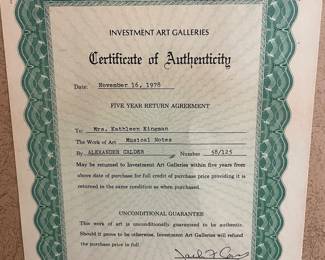 INVESTMENT ART GALLERIES
Certificate of Authenticity
Date: November 16, 1978
FIVE YEAR RETURN AGREEMENT
To: Mrs. Kathleen Kingman
The Work of Art Musical Notes
By ALEXANDER CALDER Number 58/125
May be returned to Investment Art Galleries within five years from
above date of purchase for full credit of purchase price providing it is
returned in the same condition as when purchased.
UNCONDITIONAL GUARANTEE
This work of art is unconditionally guaranteed to be authentic.
Should it prove to be otherwise, Investment Art Galleries will refund
the purchase price in full.